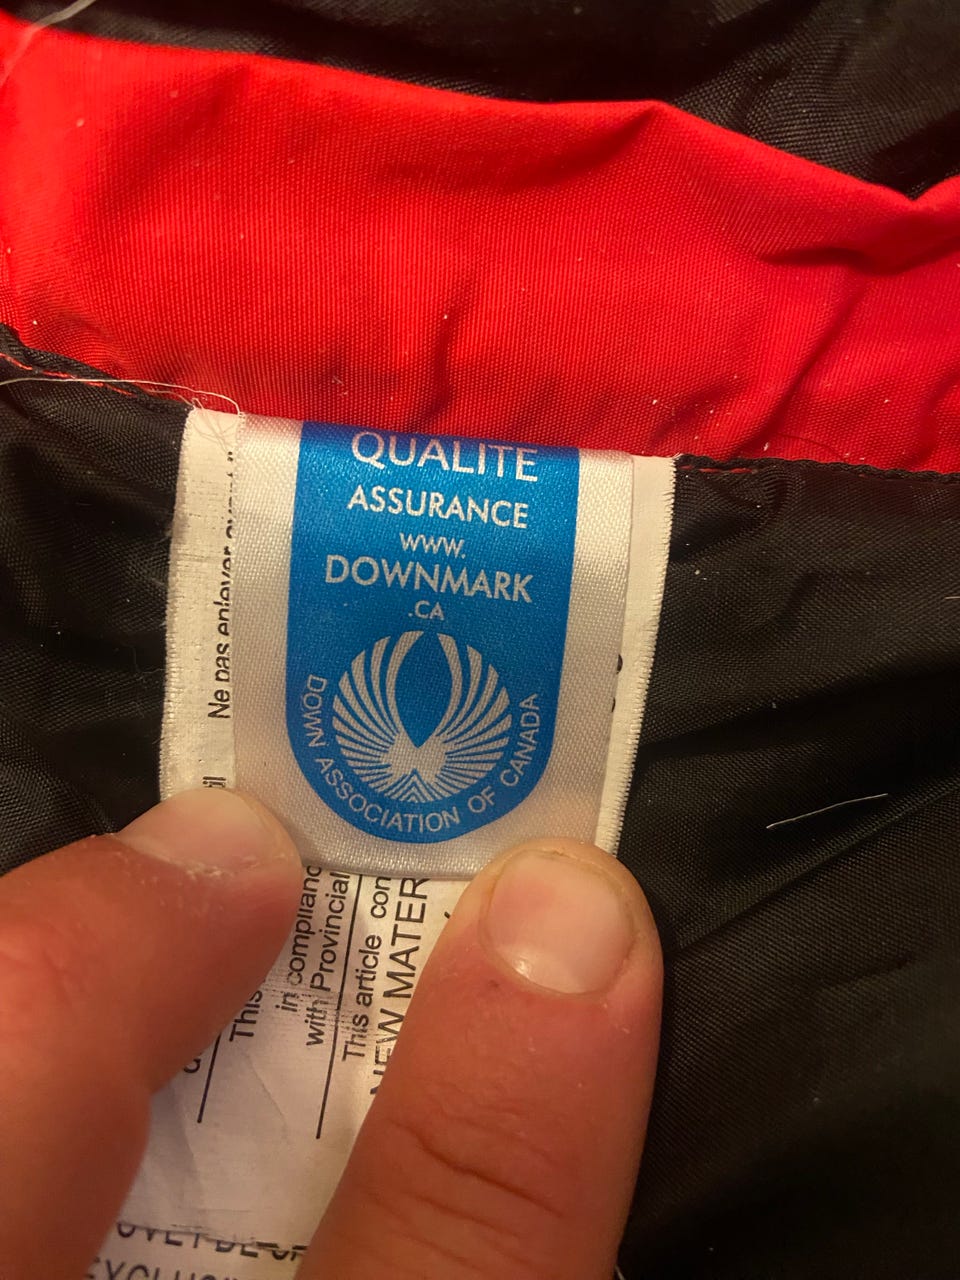 QUALITE
ASSURANCE
WWW.
DOWNMARK
.CA
DOWN ASSOCIATION OF CANADA
Ne pas enlever
This
in complianc
with Provincial
This article con
NEW MATER